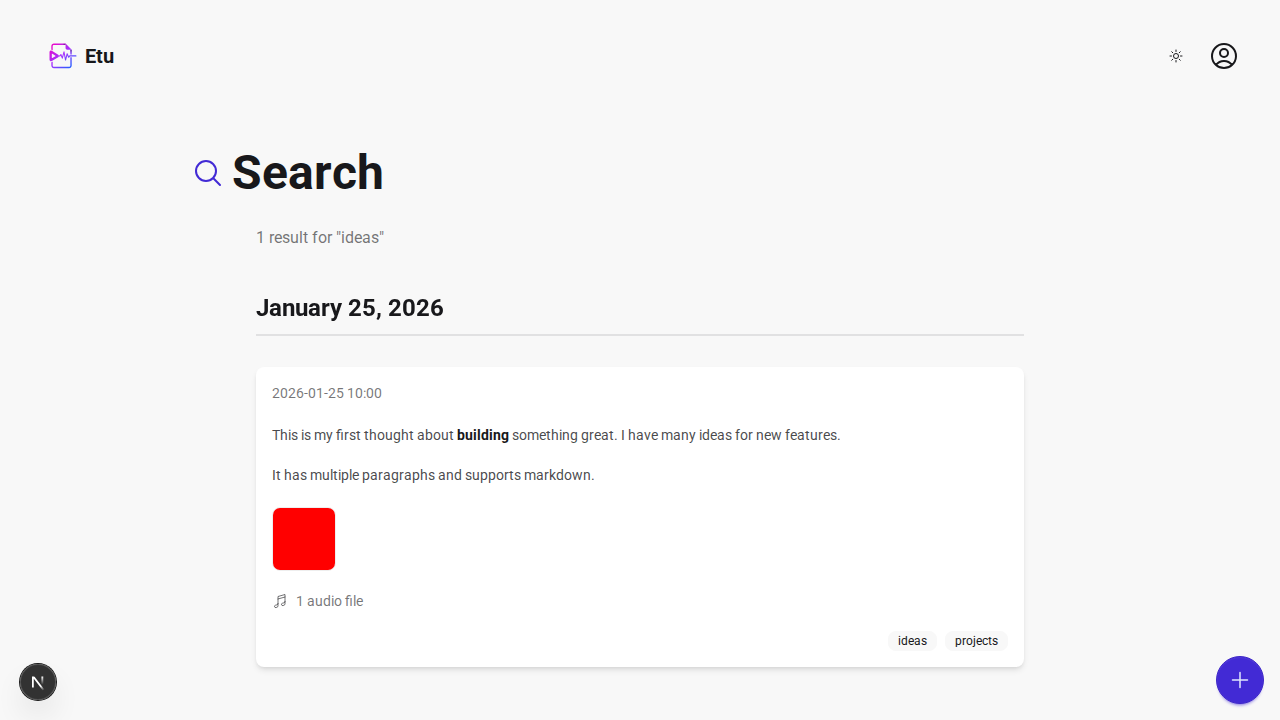 Etu
Search
1 result for "ideas"
January 25, 2026
2026-01-25 10:00
This is my first thought about building something great. I have many ideas for new features.
It has multiple paragraphs and supports markdown.
1 audio file
ideas projects
N